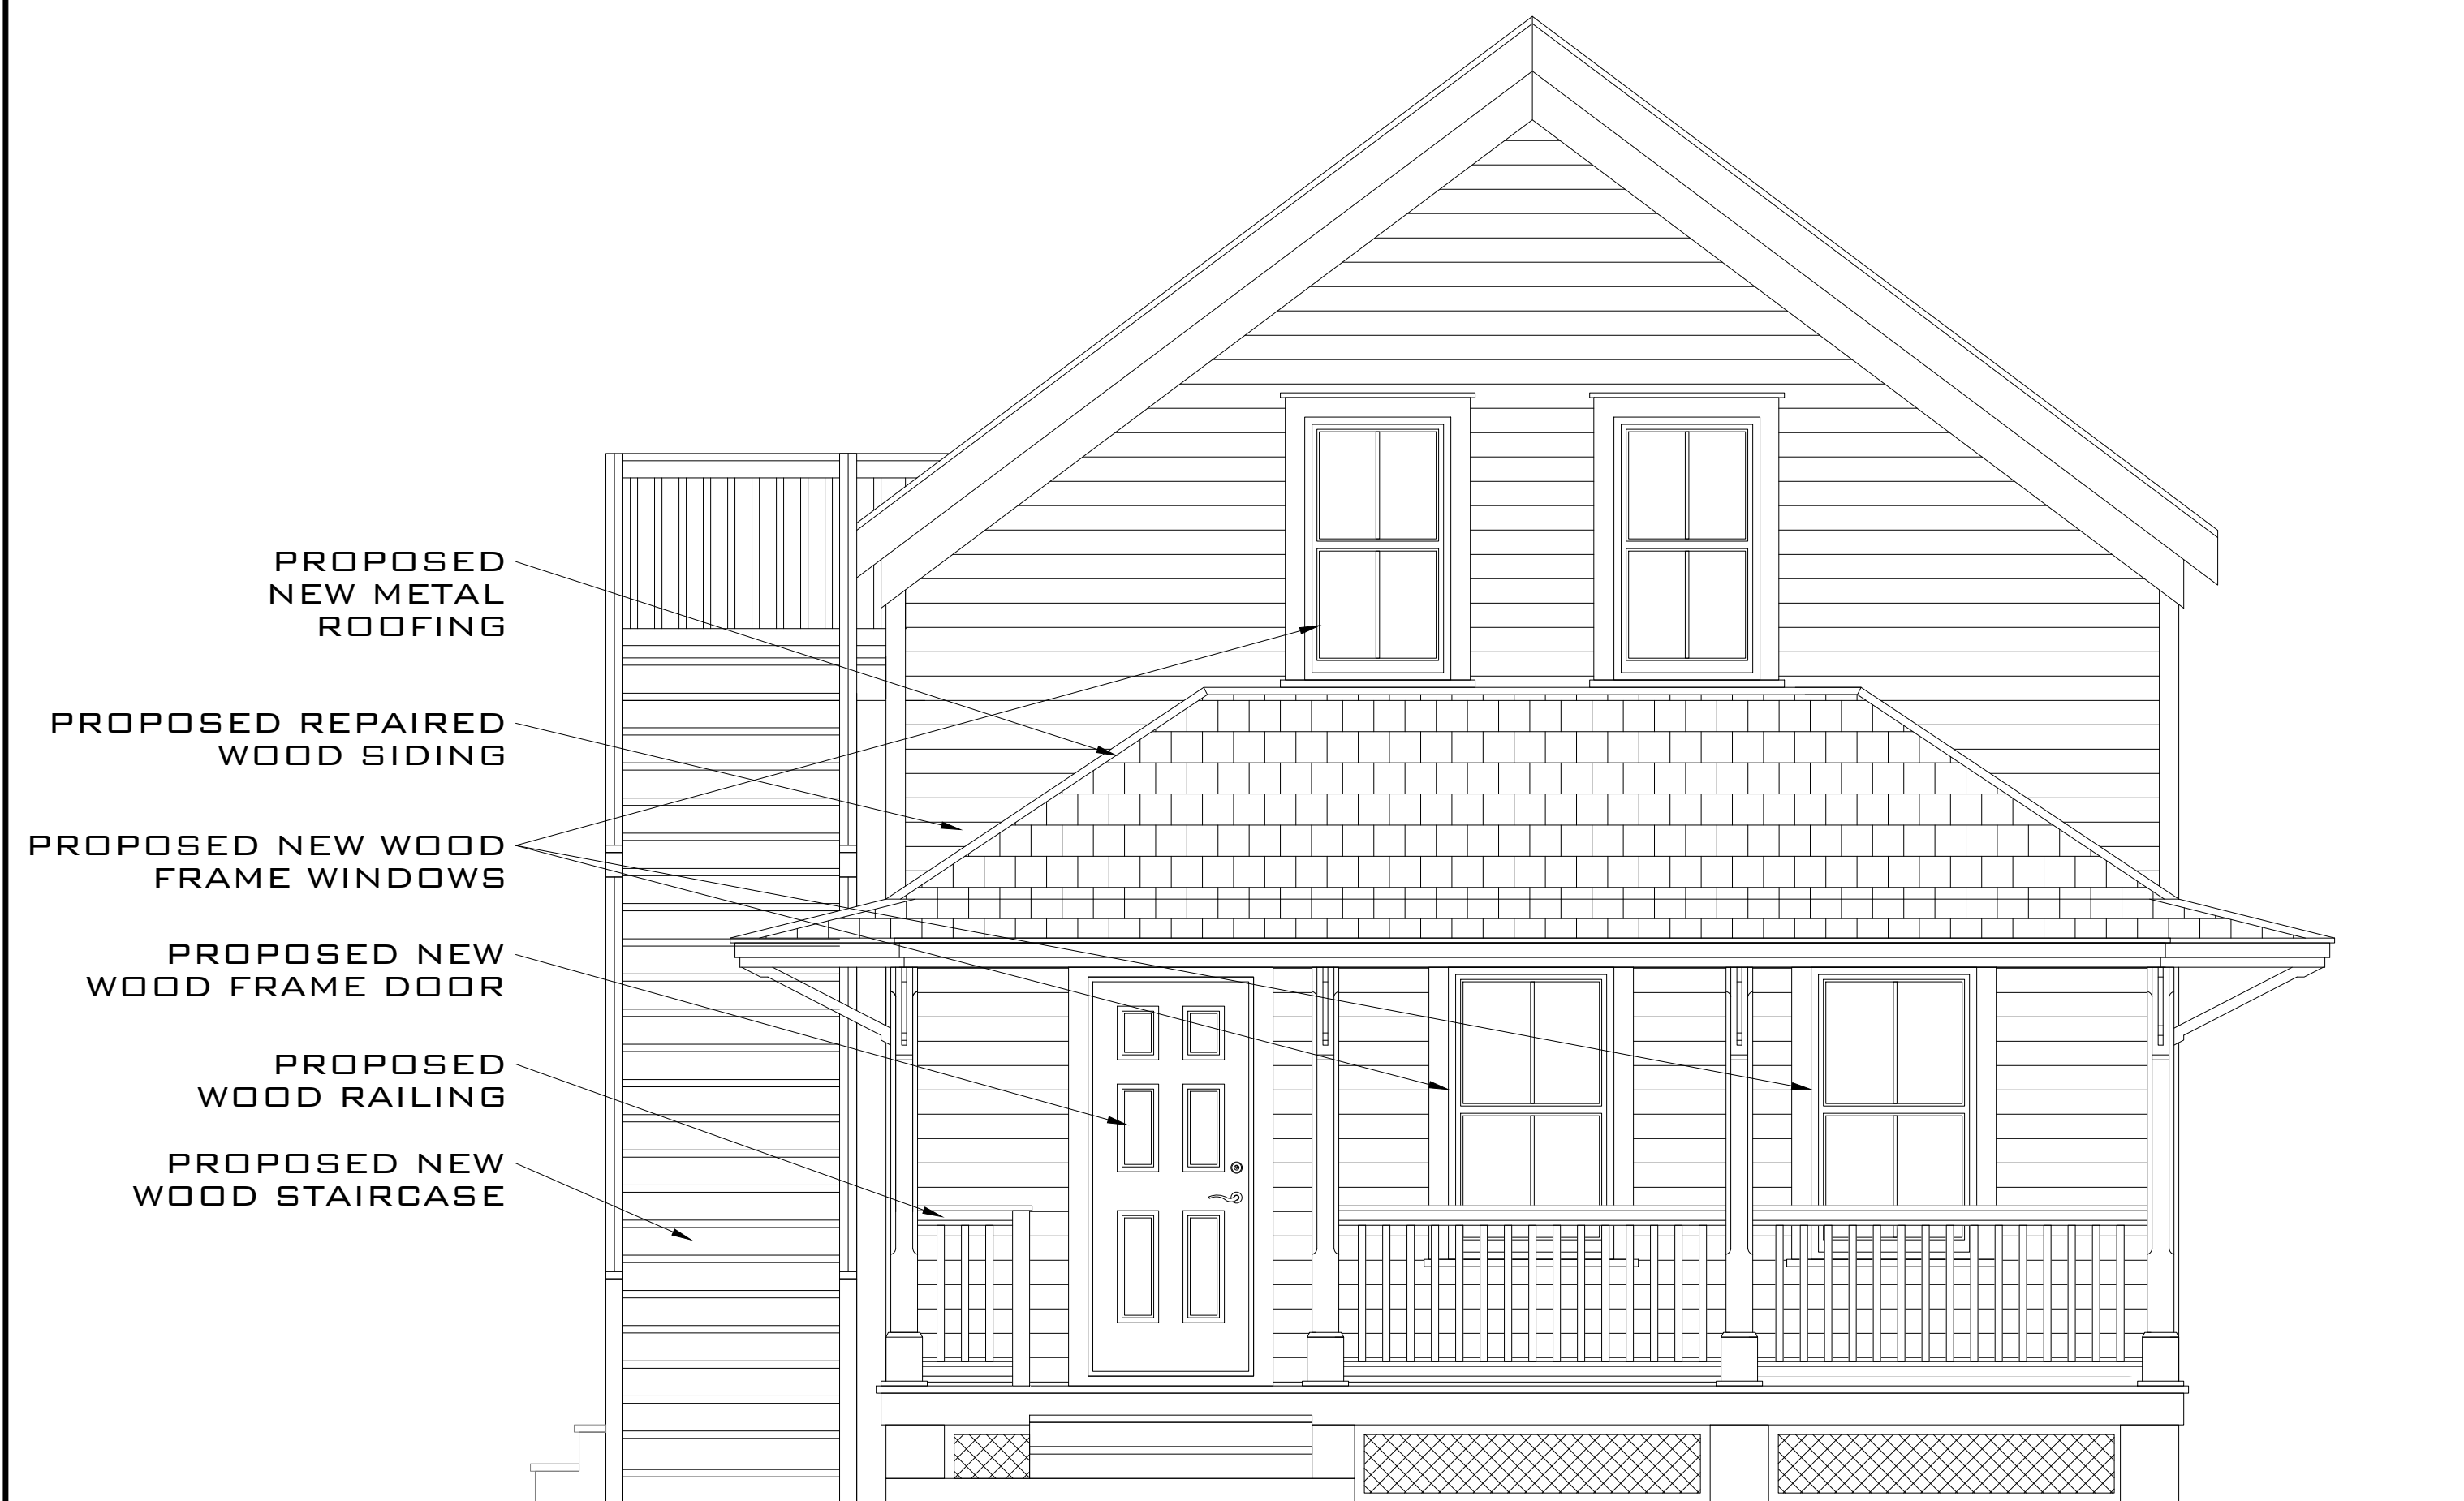 PROPOSED
NEW METAL
ROOFING
PROPOSED REPAIRED
WOOD SIDING
PROPOSED NEW WOOD
FRAME WINDOWS
PROPOSED NEW
WOOD FRAME DOOR
PROPOSED
WOOD RAILING
PROPOSED NEW
WOOD STAIRCASE